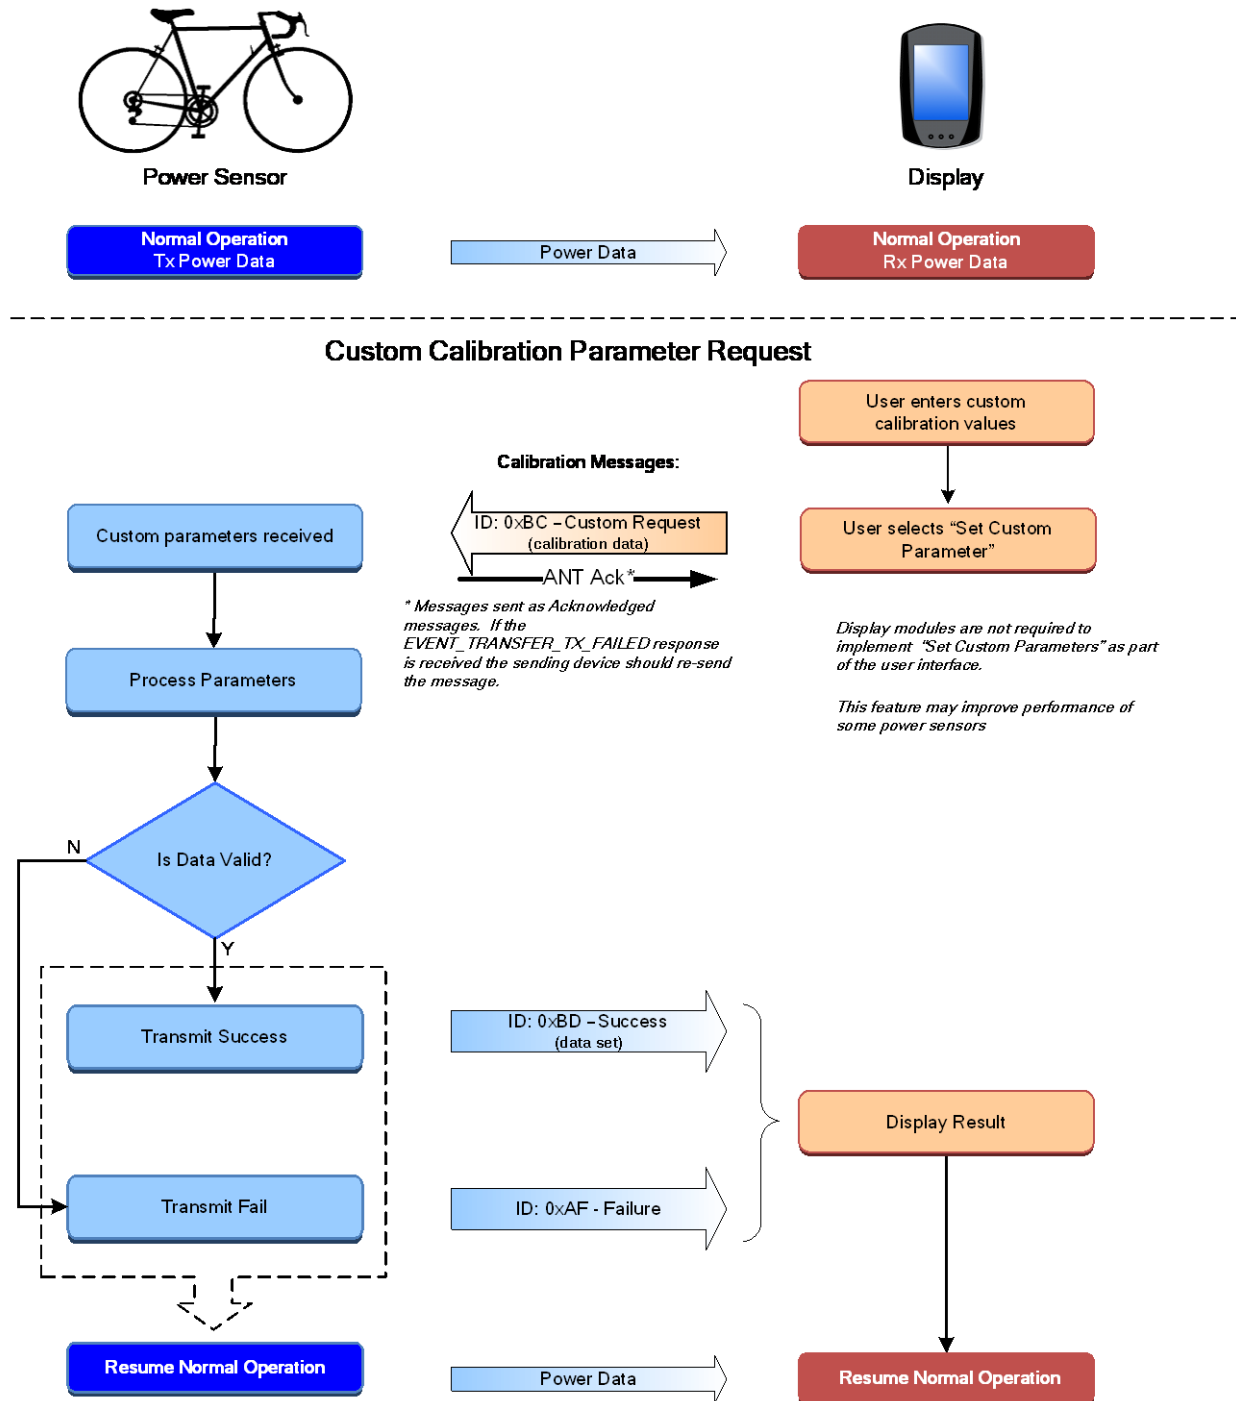 Power Sensor
Display
Normal Operation
Tx Power Data
Power Data
Normal Operation
Rx Power Data
Custom Calibration Parameter Request
User enters custom
calibration values
Calibration Messages:
Custom parameters received
ID: 0xBC – Custom Request
(calibration data)
User selects “Set Custom
Parameter”
ANT Ack*
* Messages sent as Acknowledged
messages.  If the
EVENT_TRANSFER_TX_FAILED response
is received the sending device should re-send
the message.
Display modules are not required to
implement  “Set Custom Parameters” as part
of the user interface.
This feature may improve performance of
some power sensors
Process Parameters
N
Is Data Valid?
Y
Transmit Success
ID: 0xBD – Success
(data set)
Display Result
Transmit Fail
ID: 0xAF - Failure
Resume Normal Operation
Power Data
Resume Normal Operation